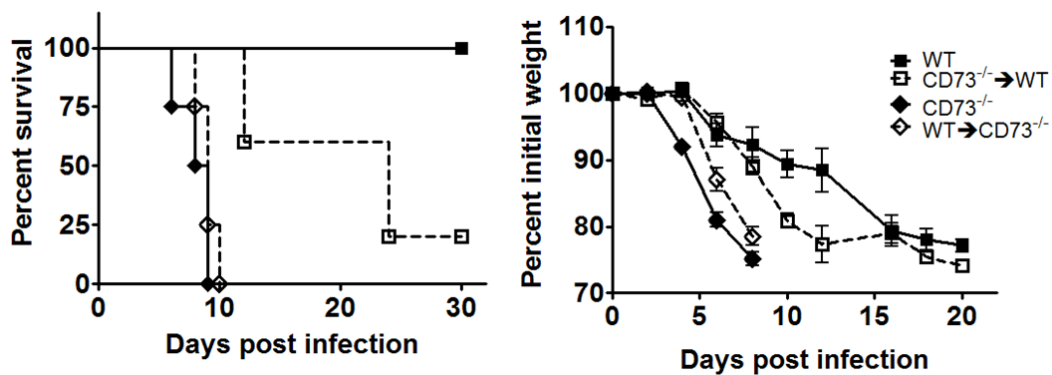 Percent survival
100
75
50
25
0
0
10
20
30
Days post infection
Percent initial weight
110
100
90
80
70
0
5
10
15
20
Days post infection
WT
CD73-/-➔WT
CD73-/-
WT➔CD73-/-